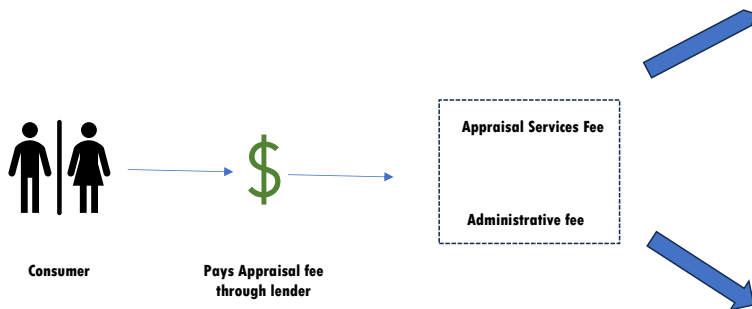 Appraisal Services Fee
Administrative fee
Consumer
Pays Appraisal fee
through lender